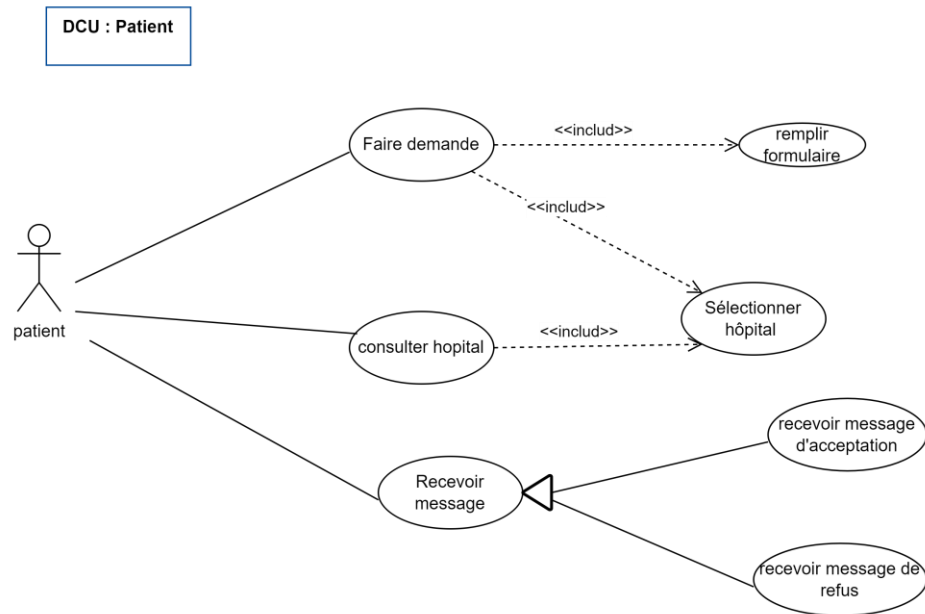 DCU : Patient
Faire demande
<<includ>>
remplir
formulaire
<<includ>>
Sélectionner
hôpital
patient
consulter hopital
<<includ>>
recevoir message
d'acceptation
Recevoir
message
recevoir message de
refus